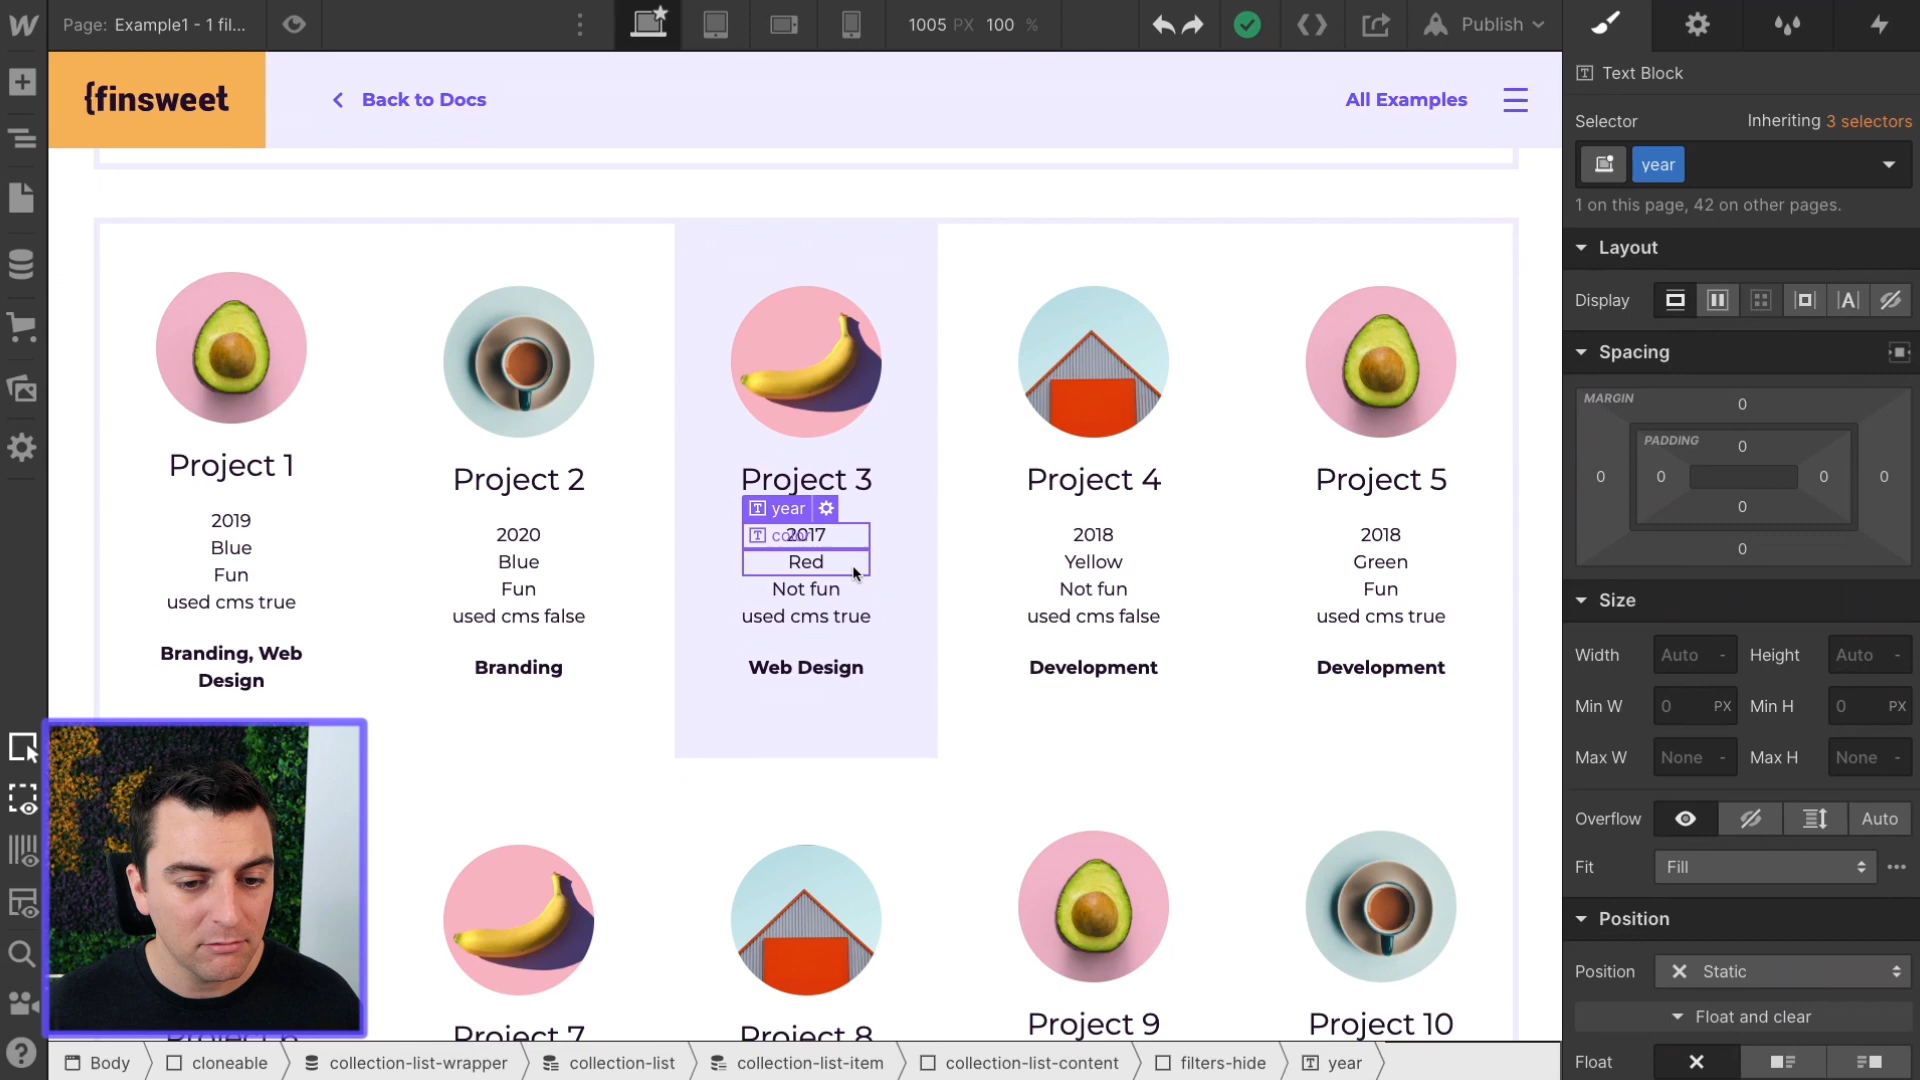 Page: Example1 - 1 fil...
1005 PX 100 %
Publish
{finsweet
Back to Docs
All Examples
Project 1
2019
Blue
Fun
used cms true
Branding, Web
Design
Project 2
2020
Blue
Fun
used cms false
Branding
Project 3
year
2017
Red
Not fun
used cms true
Web Design
Project 4
2018
Yellow
Not fun
used cms false
Development
Project 5
2018
Green
Fun
used cms true
Development
Project 7
Project 8
Project 9
Project 10
Body
cloneable
collection-list-wrapper
collection-list
collection-list-item
collection-list-content
filters-hide
year
Text Block
Selector
Inheriting 3 selectors
year
1 on this page, 42 on other pages.
Layout
Display
Spacing
MARGIN
0
PADDING
0
0 0 0 0
0
0
Size
Width Auto - Height Auto -
Min W 0 PX Min H 0 PX
Max W None - Max H None -
Overflow Auto
Fit Fill
Position
Position Static
Float and clear
Float